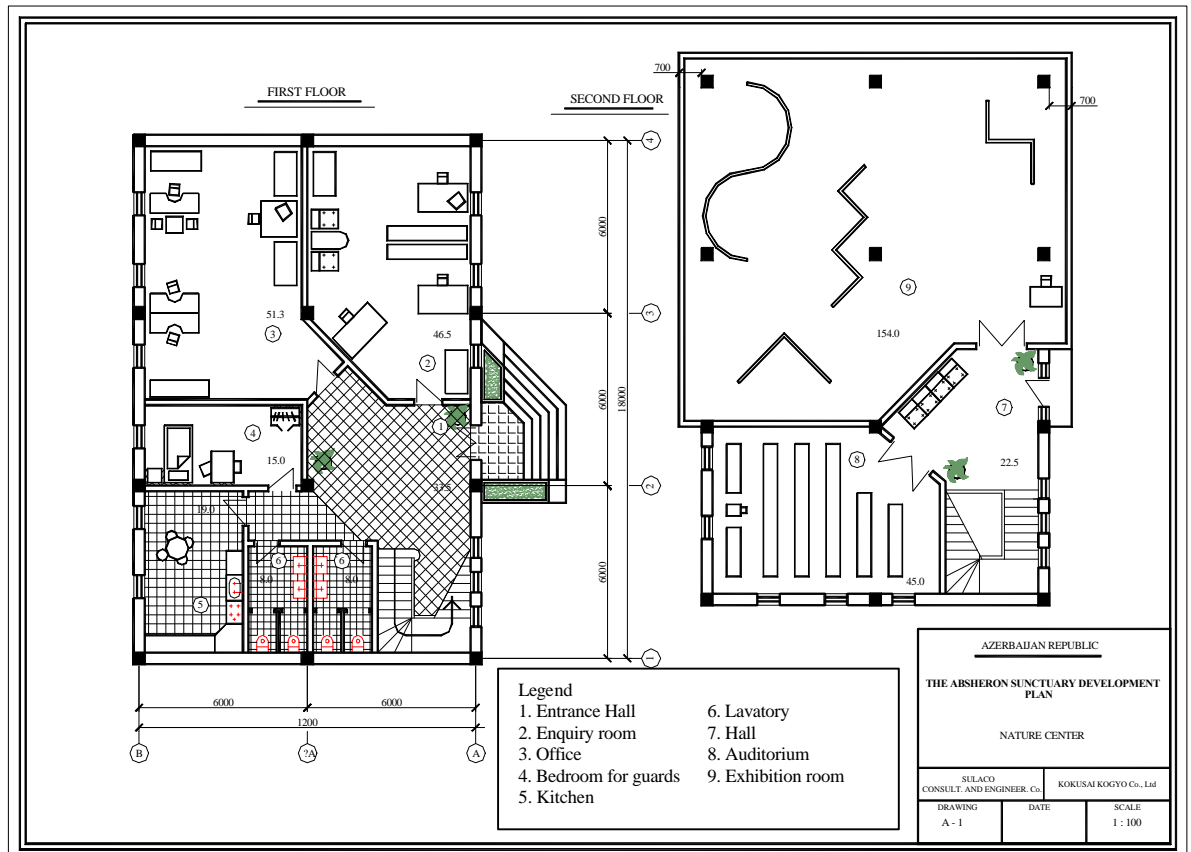 FIRST FLOOR
SECOND FLOOR
700
700
4
3
2
1
6000
6000
6000
18000
51.3
3
46.5
2
1
4
15.0
33.5
19.0
6
6
8.0
8.0
5
6000
6000
1200
B
?A
A
9
154.0
7
22.5
8
45.0
Legend
1. Entrance Hall
2. Enquiry room
3. Office
4. Bedroom for guards
5. Kitchen
6. Lavatory
7. Hall
8. Auditorium
9. Exhibition room
AZERBAIJAN REPUBLIC
THE ABSHERON SUNCTUARY DEVELOPMENT
PLAN
NATURE CENTER
SULACO
CONSULT. AND ENGINEER. Co.
KOKUSAI KOGYO Co., Ltd
DRAWING
A - 1
DATE
SCALE
1 : 100